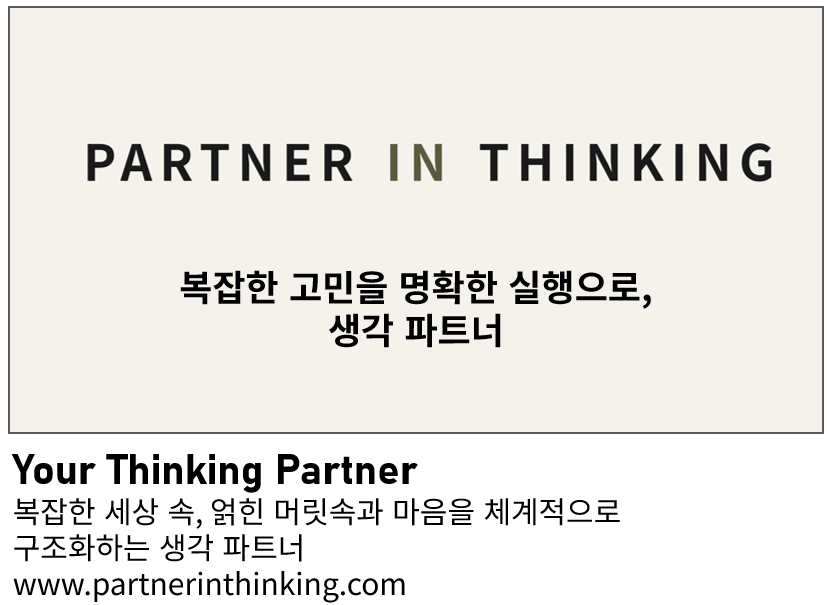 PARTNER IN THINKING
복잡한 고민을 명확한 실행으로,
생각 파트너
Your Thinking Partner
복잡한 세상 속, 얽힌 머릿속과 마음을 체계적으로
구조화하는 생각 파트너
www.partnerinthinking.com